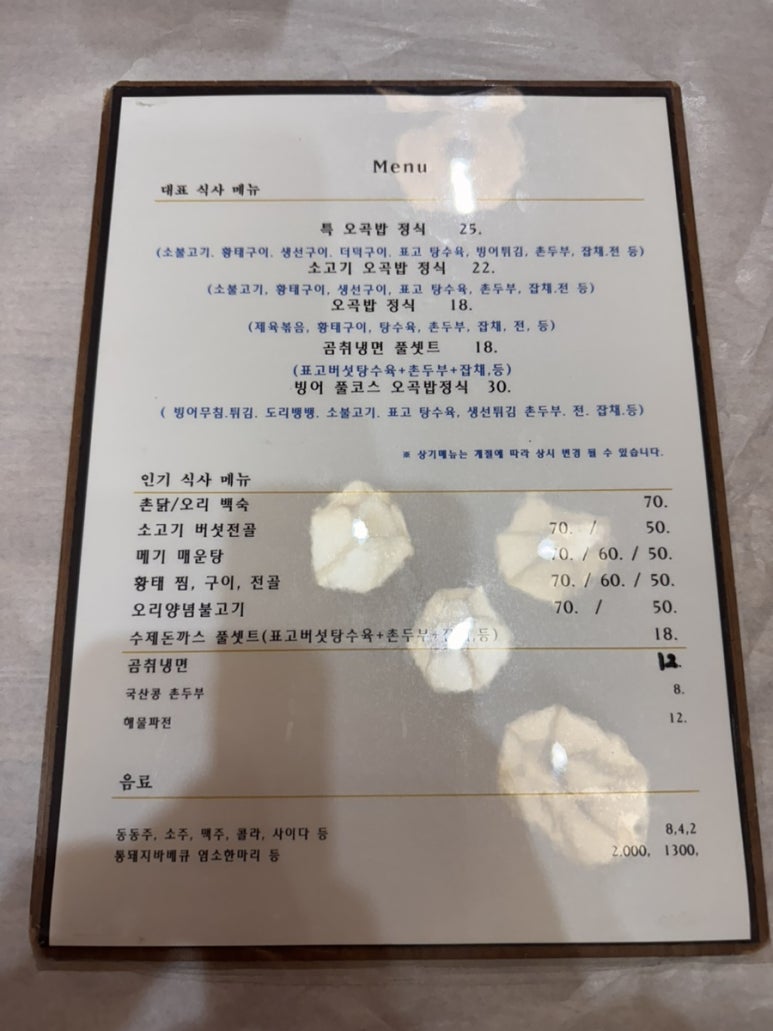 Menu
대표 식사 메뉴
특 오곡밥 정식 25.
(소불고기. 황태구이. 생선구이. 더덕구이. 표고 탕수육, 빙어튀김, 촌두부, 잡채.전 등)
소고기 오곡밥 정식 22.
(소불고기, 황태구이, 생선구이, 표고 탕수육, 촌두부, 잡채.전 등)
오곡밥 정식 18.
(제육볶음, 황태구이, 탕수육, 촌두부, 잡채, 전, 등)
곰취냉면 풀셋트 18.
(표고버섯탕수육+촌두부+잡채,등)
빙어 풀코스 오곡밥정식 30.
( 빙어무침.튀김. 도리뱅뱅. 소불고기. 표고 탕수육, 생선튀김 촌두부. 전. 잡채.등)
※ 상기메뉴는 계절에 따라 상시 변경 될 수 있습니다.
인기 식사 메뉴
촌닭/오리 백숙 70.
소고기 버섯전골 70. / 50.
메기 매운탕 70. / 60. / 50.
황태 찜, 구이, 전골 70. / 60. / 50.
오리양념불고기 70. / 50.
수제돈까스 풀셋트(표고버섯탕수육+촌두부+ 등) 18.
곰취냉면 12.
국산콩 촌두부 8.
해물파전 12.
음료
동동주, 소주, 맥주, 콜라, 사이다 등 8,4,2
통돼지바베큐 염소한마리 등 2.000, 1300,